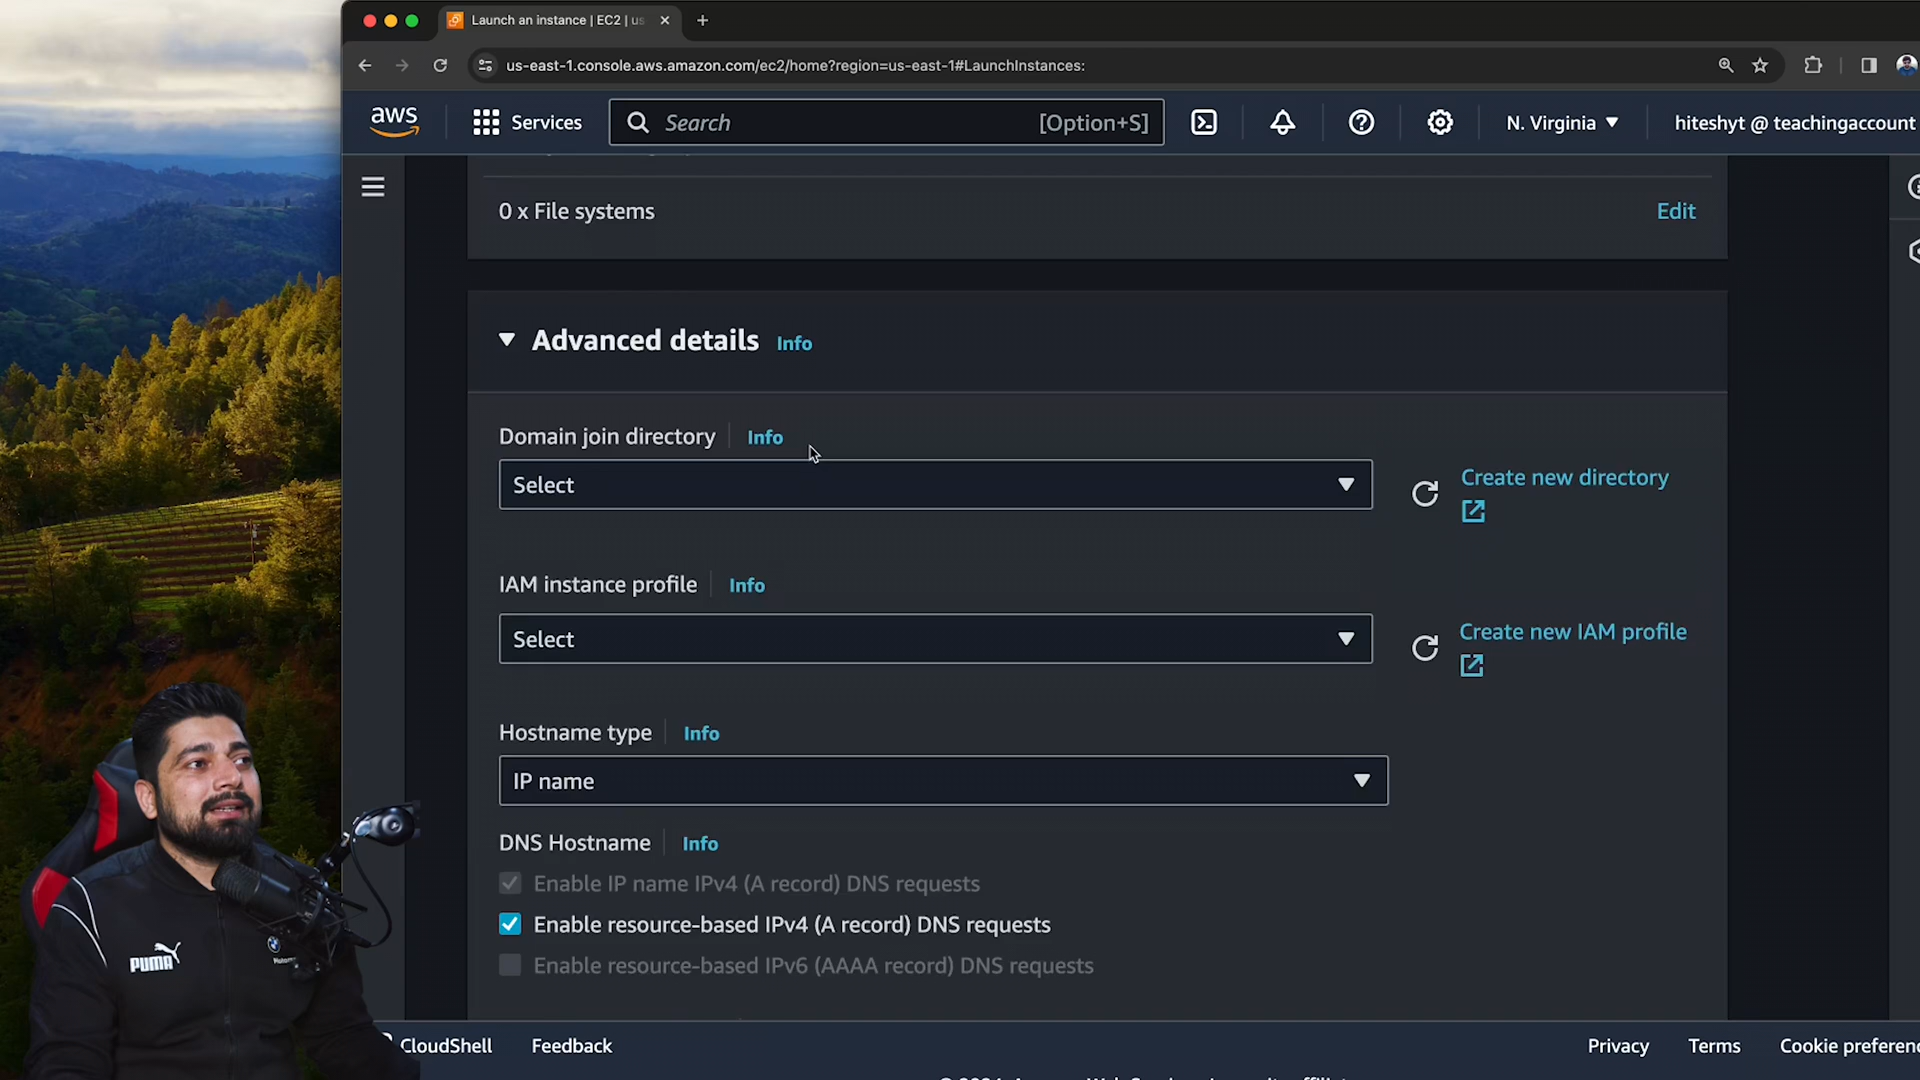 Launch an instance | EC2 | us
us-east-1.console.aws.amazon.com/ec2/home?region=us-east-1#LaunchInstances:
aws
Services
Search
[Option+S]
N. Virginia
hiteshyt @ teachingaccount
0 x File systems
Edit
Advanced details
Info
Domain join directory
Info
Select
Create new directory
IAM instance profile
Info
Select
Create new IAM profile
Hostname type
Info
IP name
DNS Hostname
Info
Enable IP name IPv4 (A record) DNS requests
Enable resource-based IPv4 (A record) DNS requests
Enable resource-based IPv6 (AAAA record) DNS requests
PUMA
CloudShell
Feedback
Privacy
Terms
Cookie preferenc